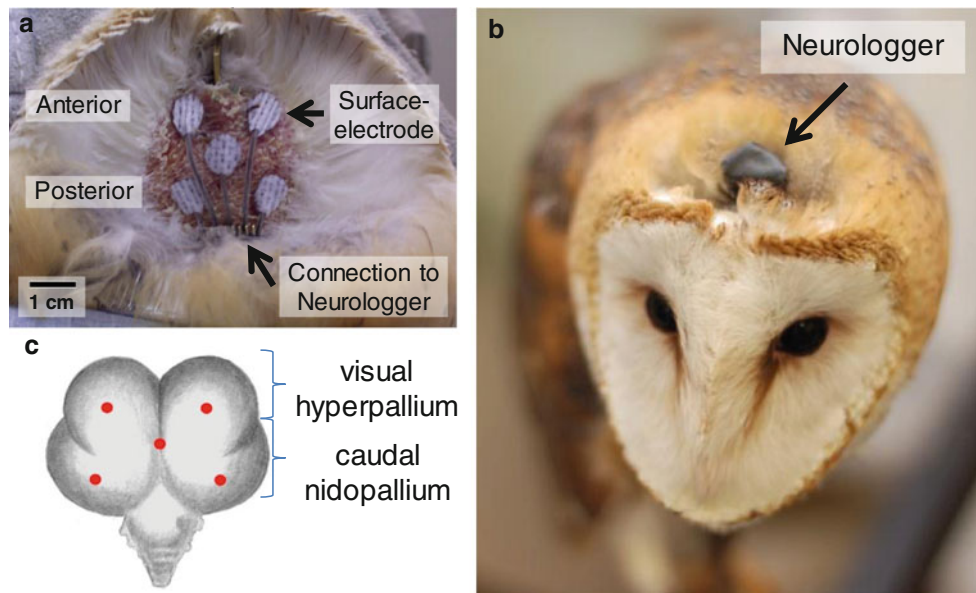 a
Anterior
Surface-
electrode
Posterior
Connection to
Neurologger
1 cm
b
Neurologger
c
visual
hyperpallium
caudal
nidopallium